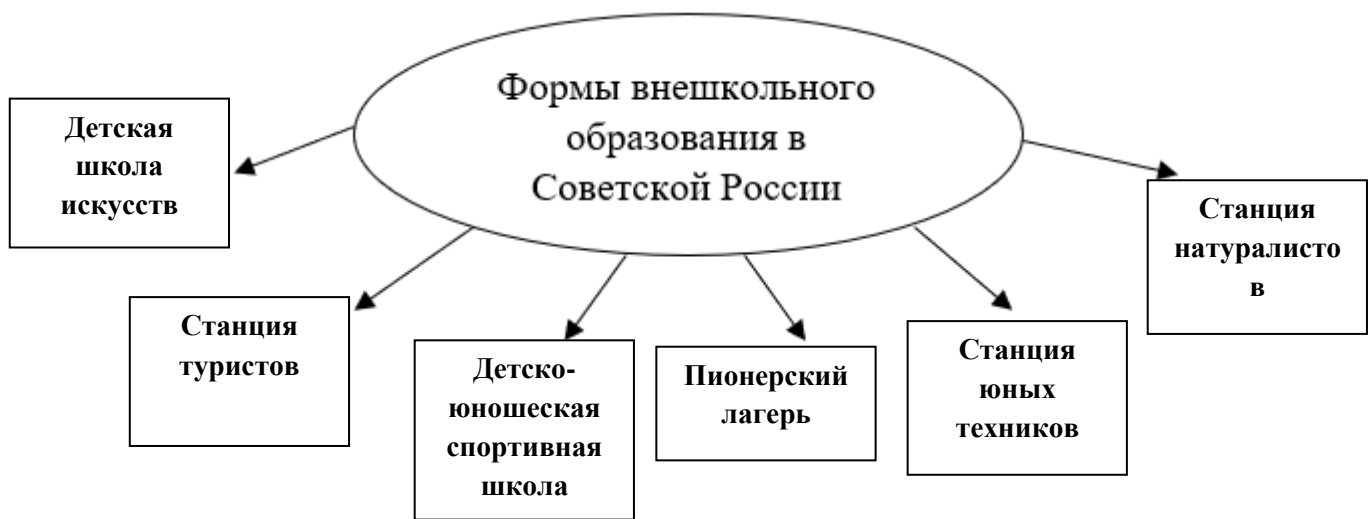 Формы внешкольного
образования в
Советской России
Детская
школа
искусств
Станция
туристов
Детско-
юношеская
спортивная
школа
Пионерский
лагерь
Станция
юных
техников
Станция
натуралисто
в